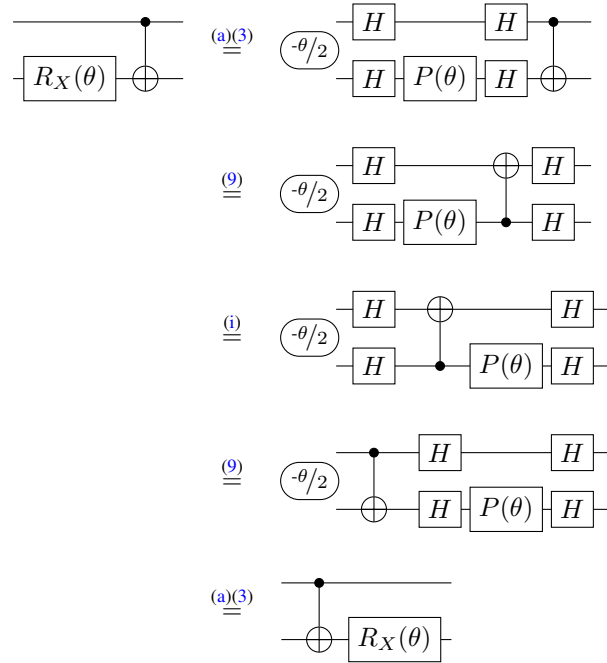 H H
R_X(θ) (a)(3) = -θ/2 H P(θ) H
H H
(9) = -θ/2 H P(θ) H
H H
(i) = -θ/2 H P(θ) H
H H
(9) = -θ/2 H P(θ) H
(a)(3) = R_X(θ)